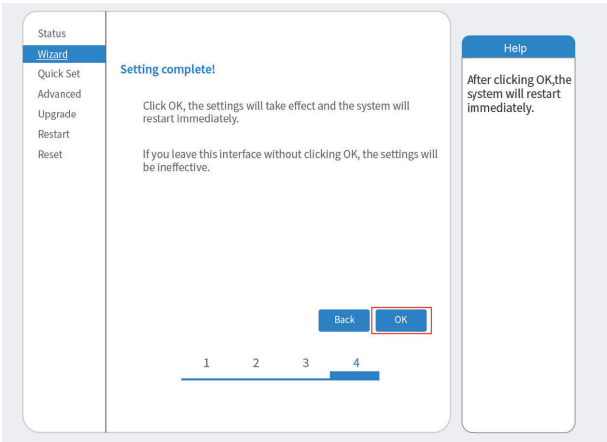 Status
Wizard
Quick Set
Advanced
Upgrade
Restart
Reset
Setting complete!
Click OK, the settings will take effect and the system will
restart immediately.
If you leave this interface without clicking OK, the settings will
be ineffective.
Back
OK
1 2 3 4
Help
After clicking OK,the
system will restart
immediately.